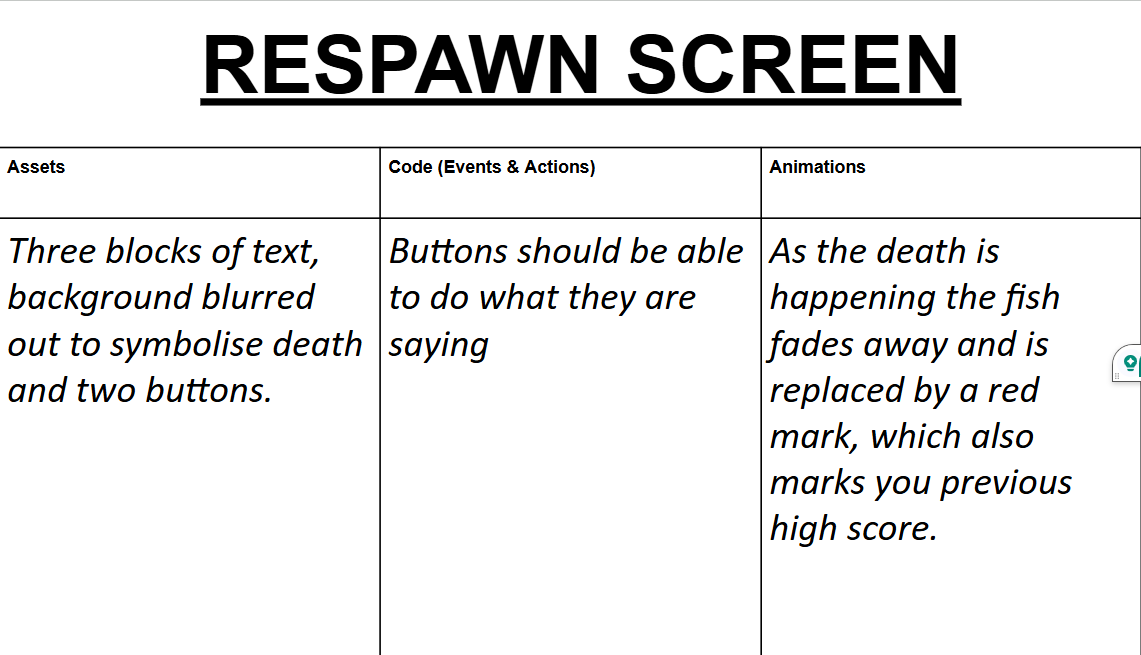 RESPAWN SCREEN
Assets
Code (Events & Actions)
Animations
Three blocks of text,
background blurred
out to symbolise death
and two buttons.
Buttons should be able
to do what they are
saying
As the death is
happening the fish
fades away and is
replaced by a red
mark, which also
marks you previous
high score.